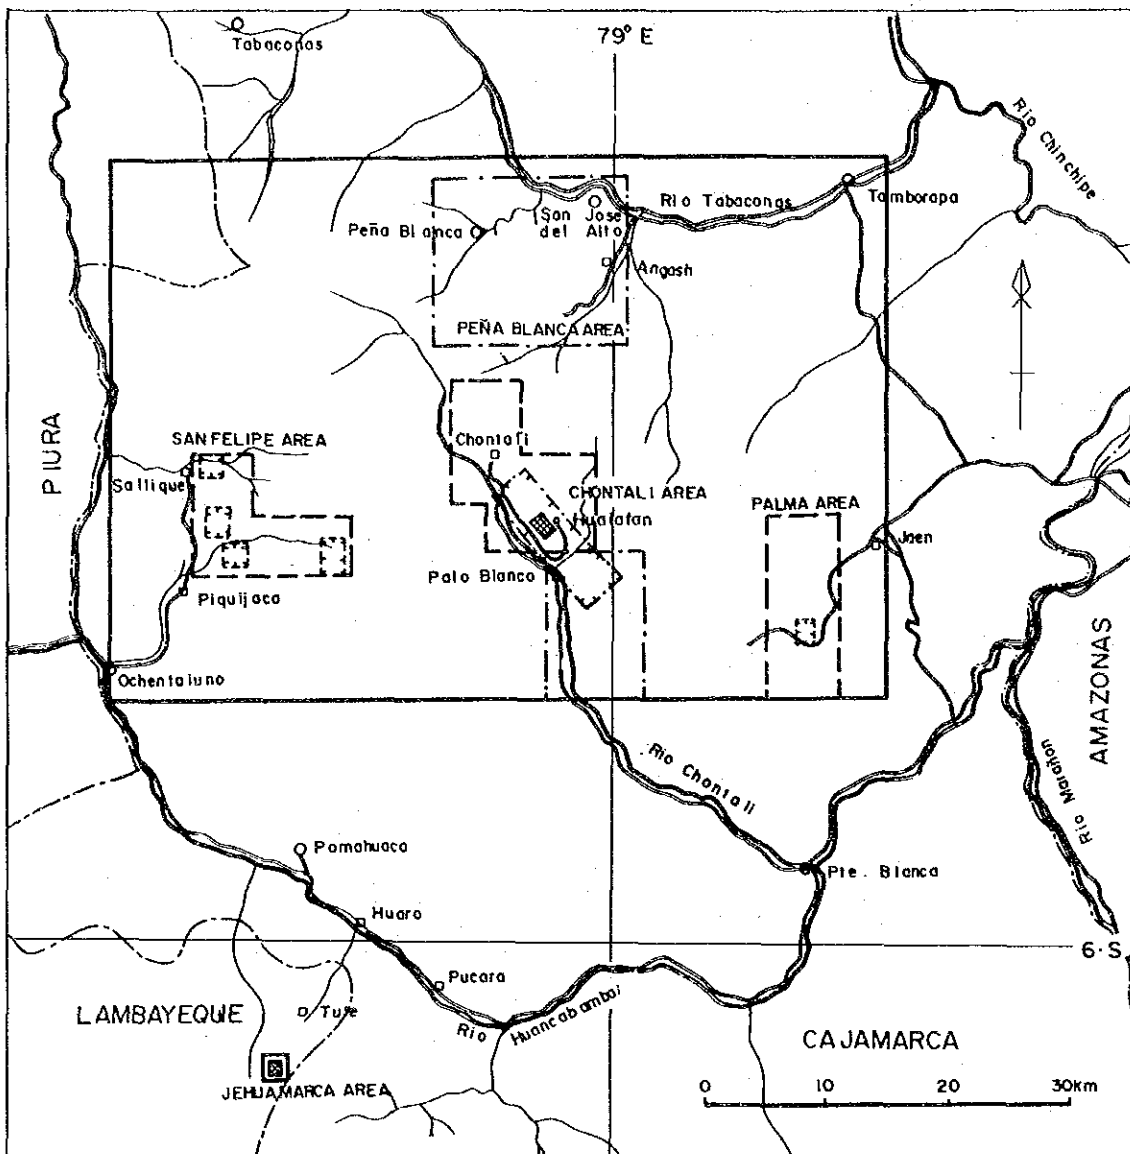 79° E
Tabaconas
Rio Chinchipe
Rio Tabaconas
Tamborapa
San Jose
del Alto
Peña Blanca
Angash
PEÑA BLANCA AREA
PIURA
SAN FELIPE AREA
Chontali
Sallique
CHONTALI AREA
PALMA AREA
Hualatan
Jaen
Palo Blanco
Piquijaca
AMAZONAS
Ochentaiuno
Rio Chontali
Rio Marañon
Pomahuaca
Pte. Blanca
Huaro
6·S
Pucara
LAMBAYEQUE
Rio Huancabambai
CAJAMARCA
JEHUAMARCA AREA
0 10 20 30km